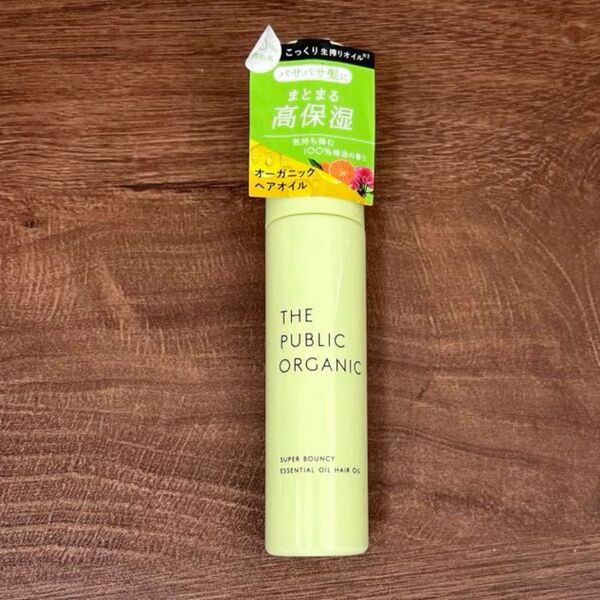 こっくり生搾りオイル
パサパサ髪に
まとまる
高保湿
気持ち弾む
100%精油の香り
オーガニック
ヘアオイル
THE
PUBLIC
ORGANIC
SUPER BOUNCY
ESSENTIAL OIL HAIR OIL